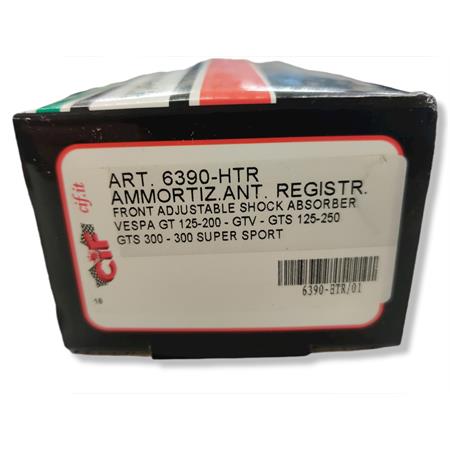 ART. 6390-HTR
AMMORTIZ.ANT. REGISTR.
FRONT ADJUSTABLE SHOCK ABSORBER
VESPA GT 125-200 - GTV - GTS 125-250
GTS 300 - 300 SUPER SPORT
6390-HTR/01
cif.it
CiF
16